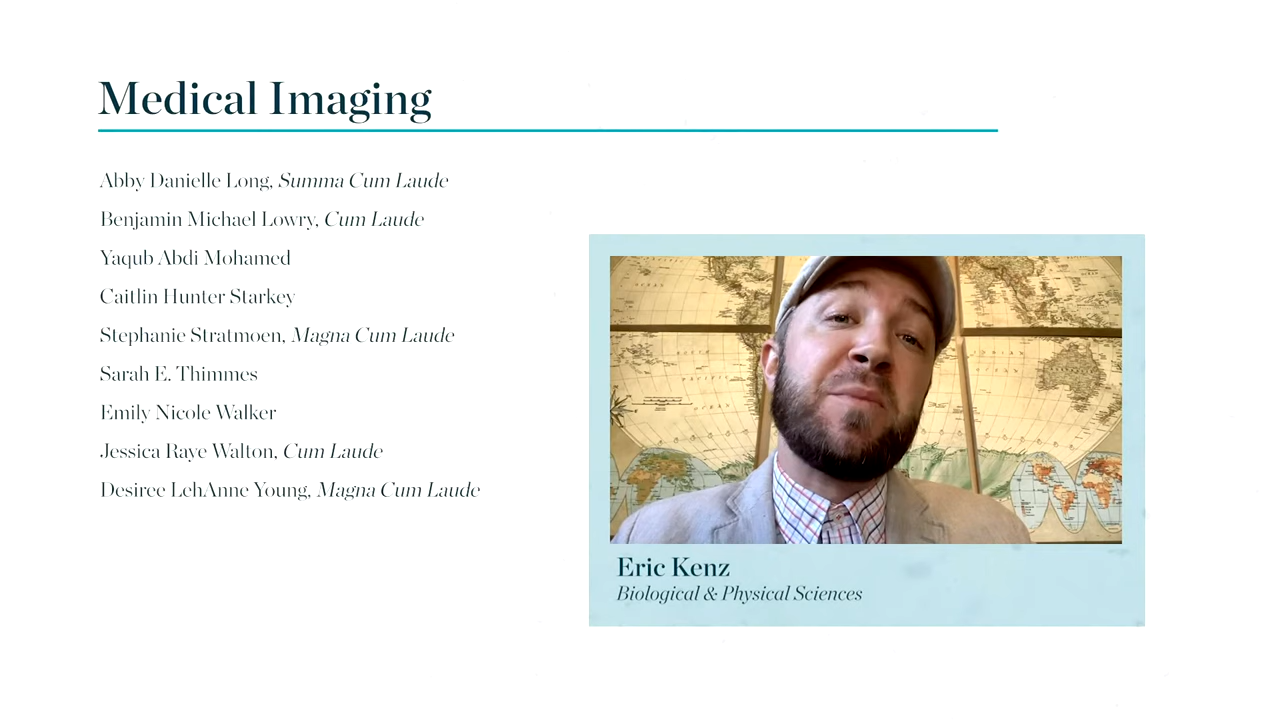 Medical Imaging
Abby Danielle Long, Summa Cum Laude
Benjamin Michael Lowry, Cum Laude
Yaqub Abdi Mohamed
Caitlin Hunter Starkey
Stephanie Stratmoen, Magna Cum Laude
Sarah E. Thimmes
Emily Nicole Walker
Jessica Raye Walton, Cum Laude
Desiree LehAnne Young, Magna Cum Laude
Eric Kenz
Biological & Physical Sciences